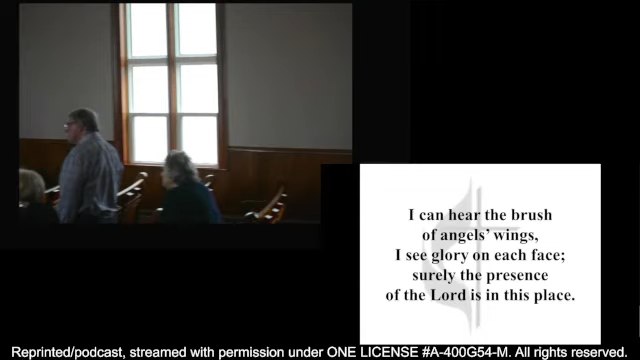 I can hear the brush
of angels’ wings,
I see glory on each face;
surely the presence
of the Lord is in this place.
Reprinted/podcast, streamed with permission under ONE LICENSE #A-400G54-M. All rights reserved.